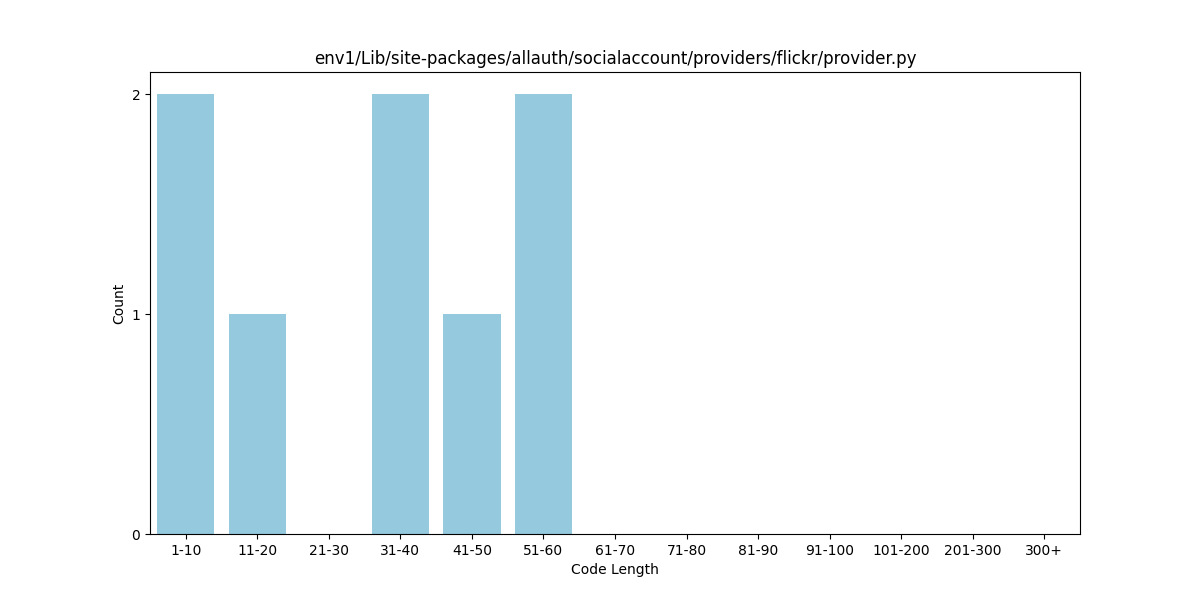 env1/Lib/site-packages/allauth/socialaccount/providers/flickr/provider.py
2
1
0
Count
1-10 11-20 21-30 31-40 41-50 51-60 61-70 71-80 81-90 91-100 101-200 201-300 300+
Code Length